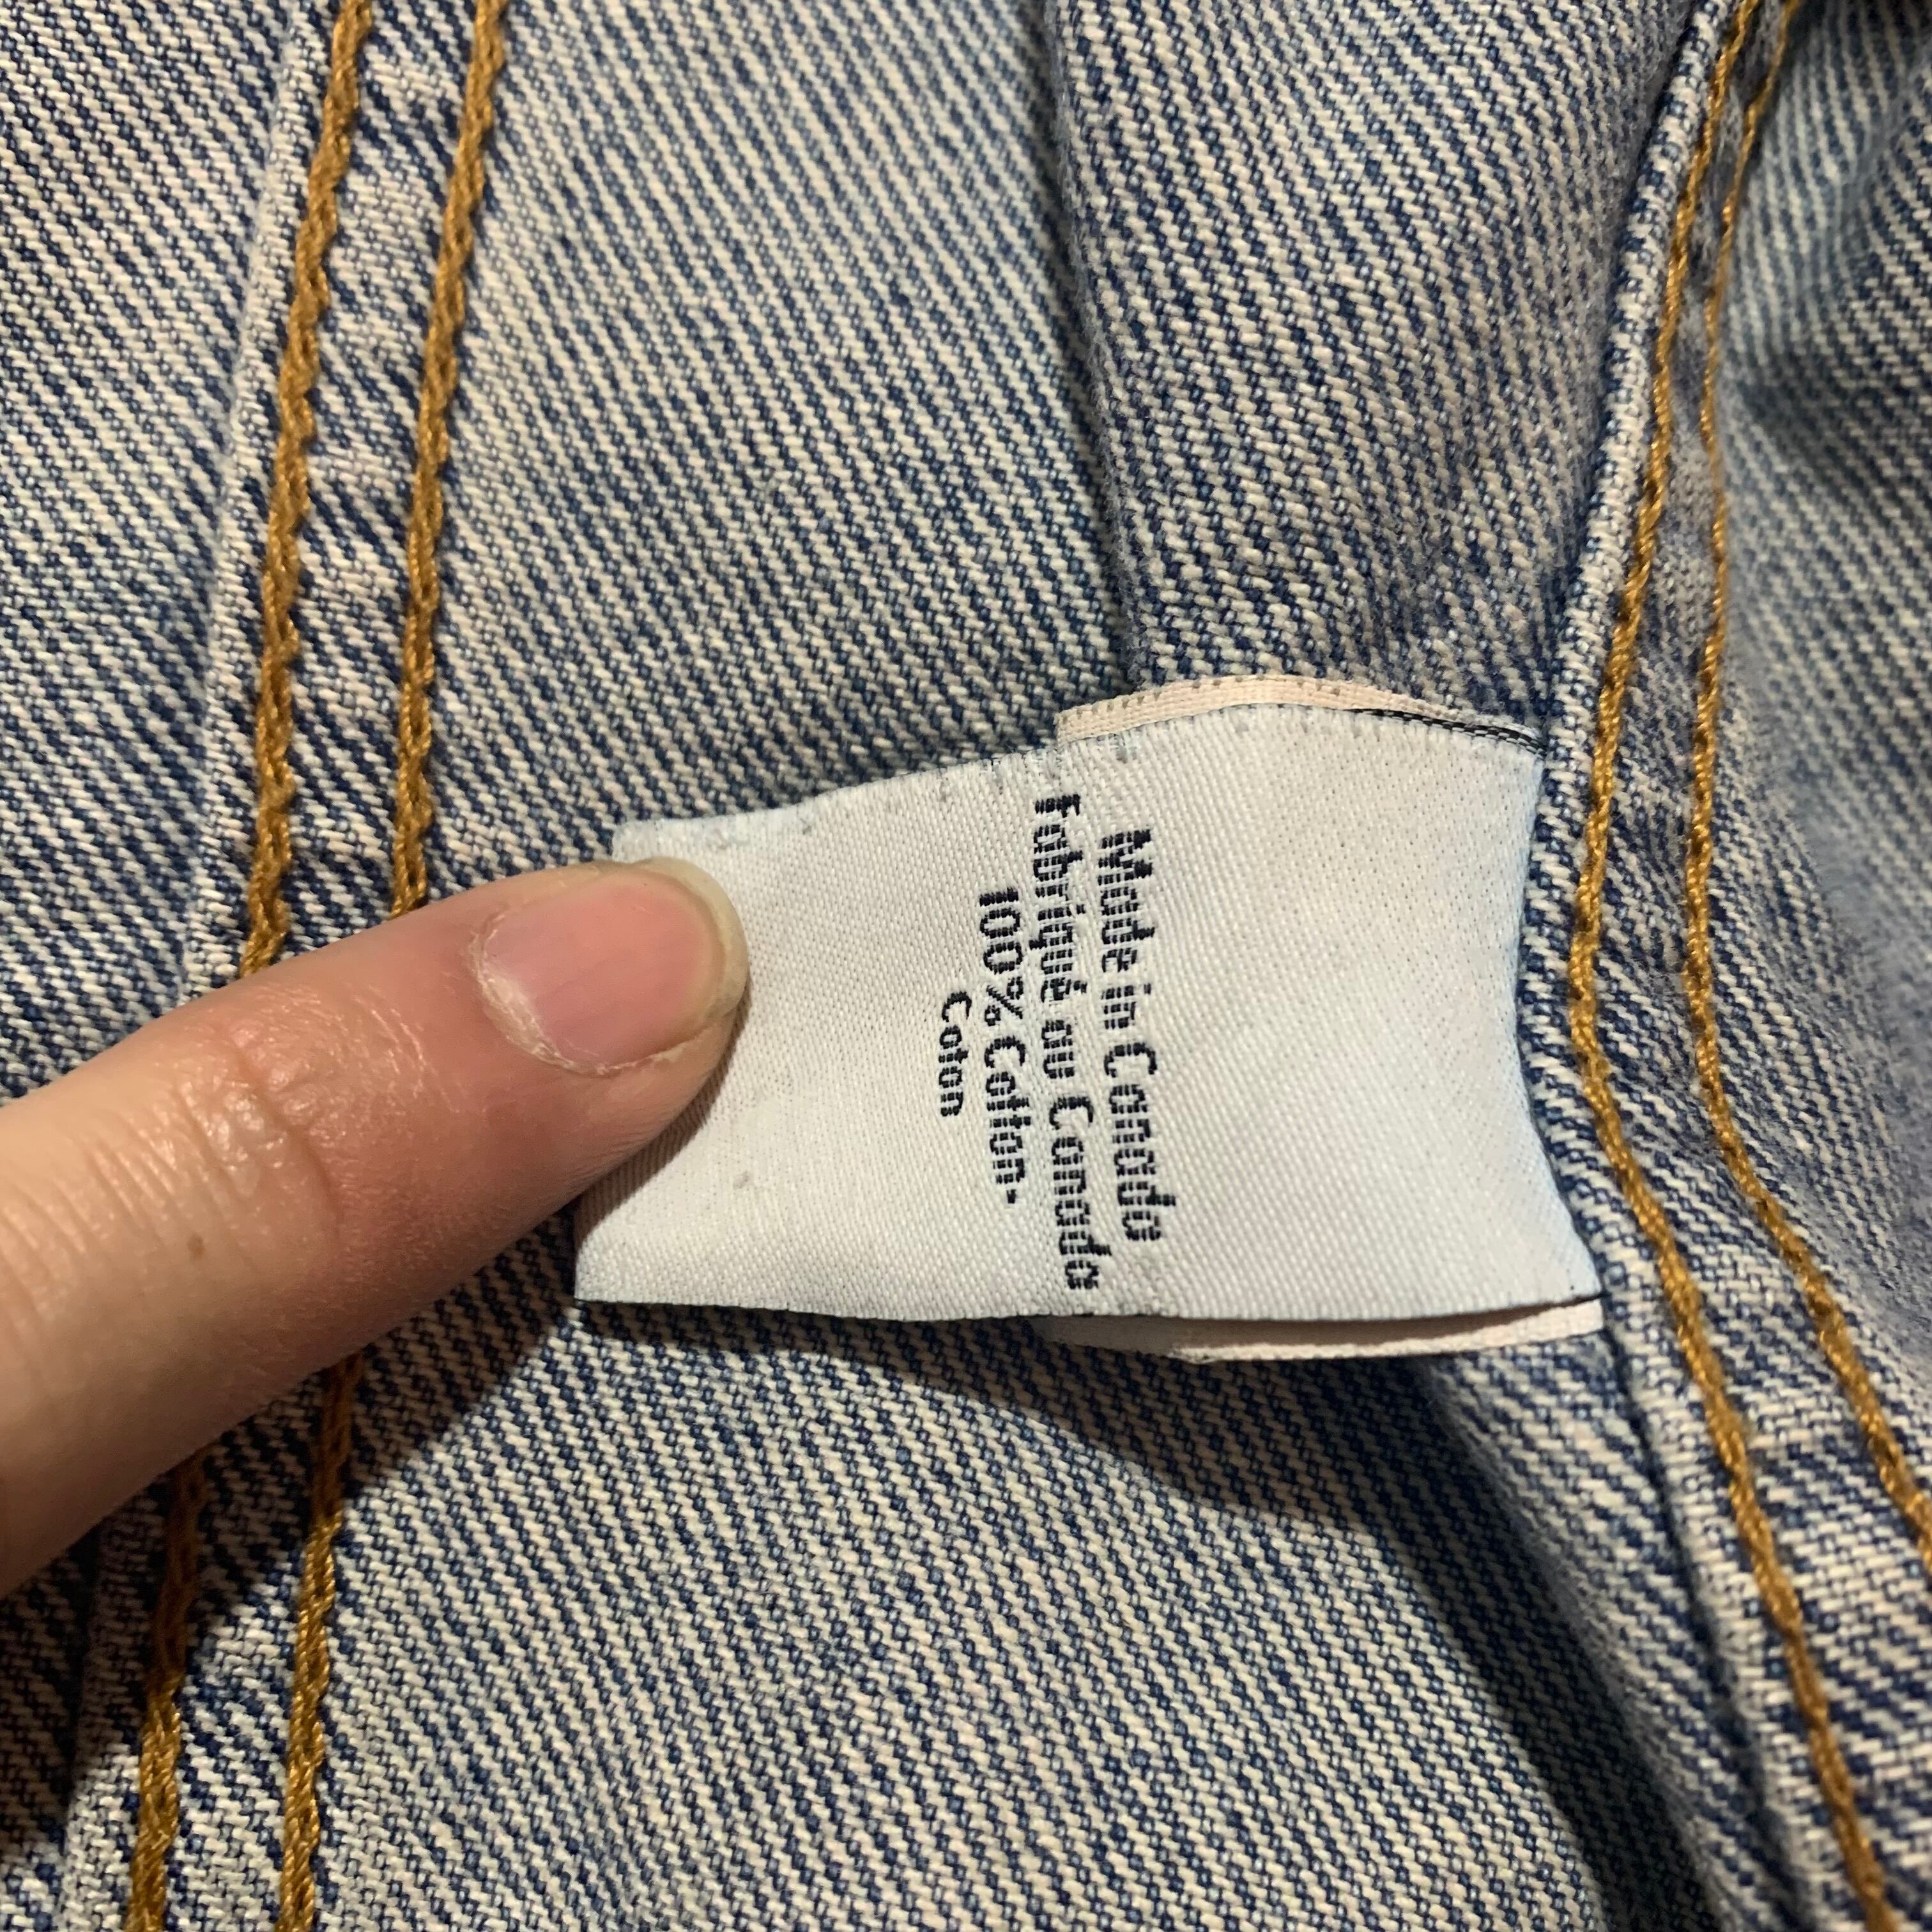 Made in Canada
Fabriqué au Canada
100% Cotton-
Coton